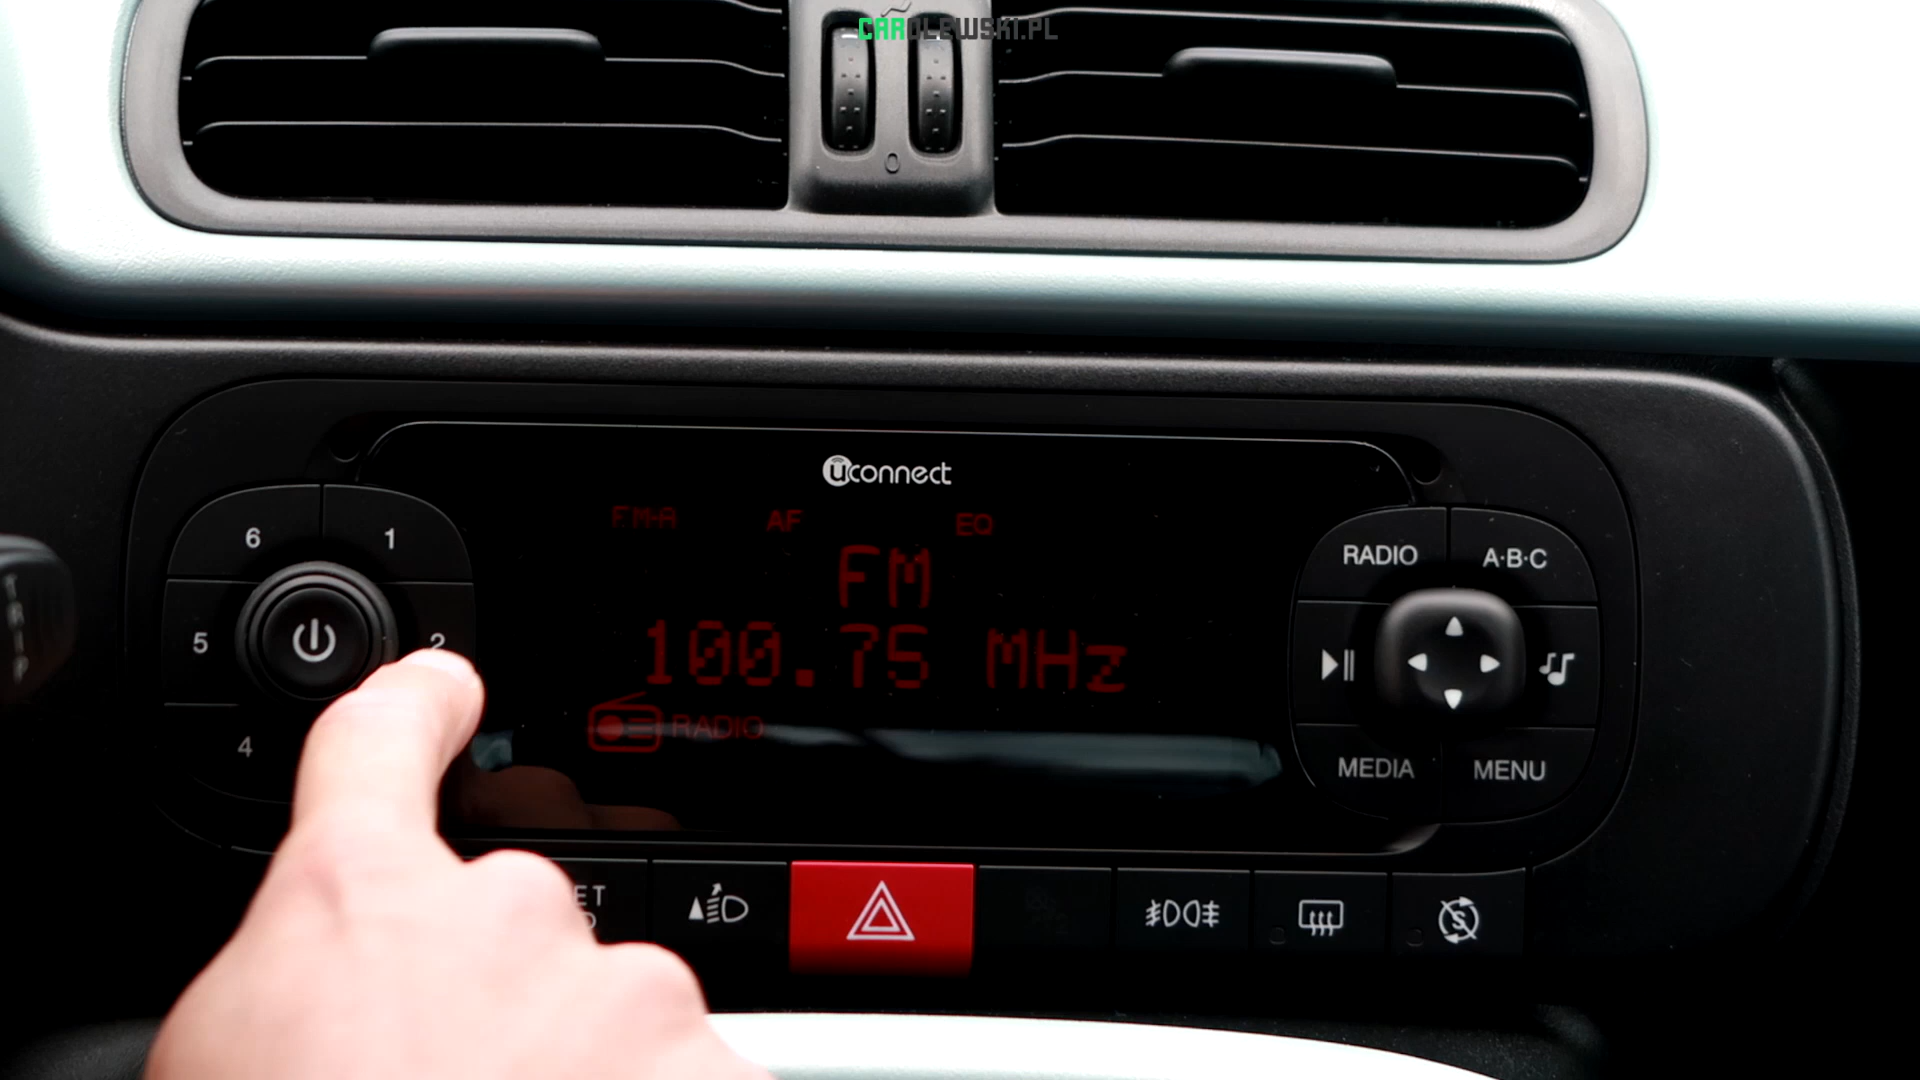 CAROLEWSKI.PL
0
uconnect
FM-A AF EQ
FM
100.75 MHz
RADIO
6 1
5 2
4
RADIO A·B·C
MEDIA MENU
S